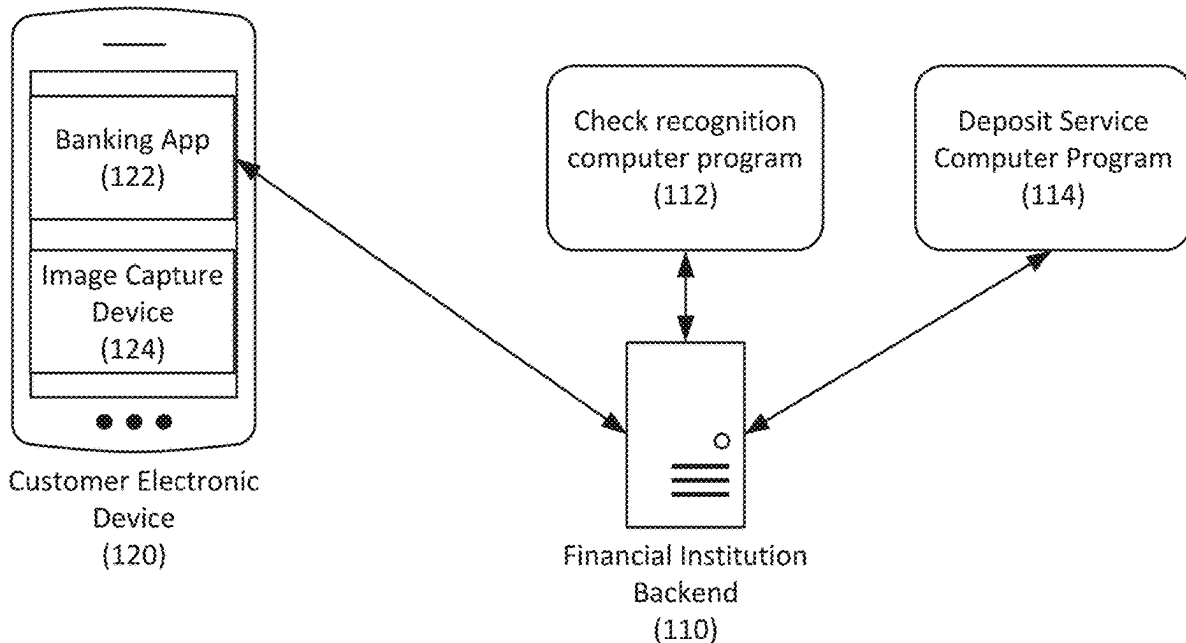 Banking App
(122)
Image Capture
Device
(124)
Customer Electronic
Device
(120)
Check recognition
computer program
(112)
Deposit Service
Computer Program
(114)
Financial Institution
Backend
(110)